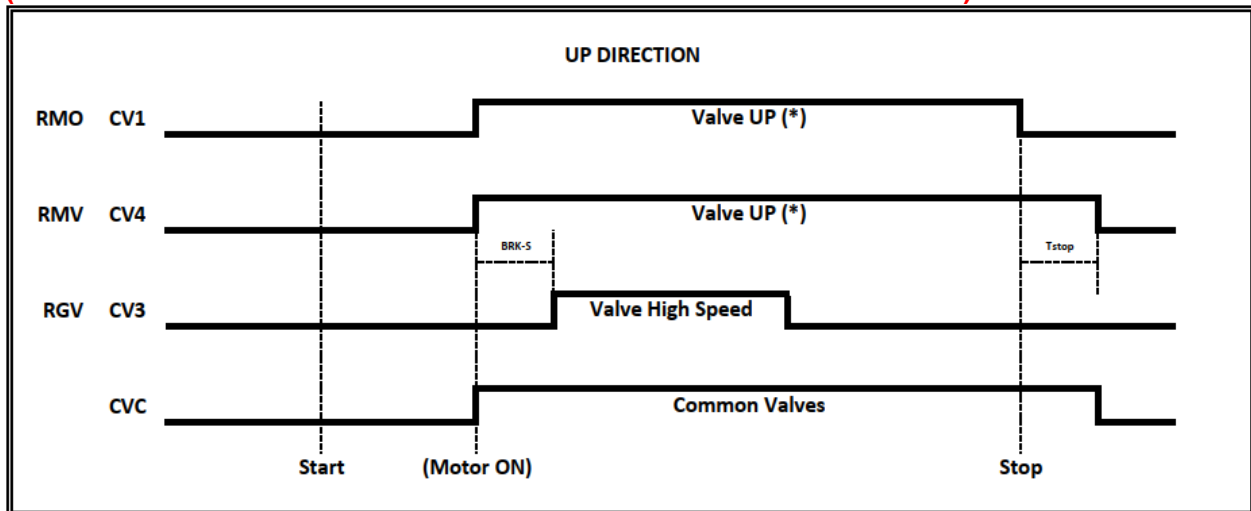 UP DIRECTION
RMO CV1 Valve UP (*)
RMV CV4 Valve UP (*)
BRK-S Tstop
RGV CV3 Valve High Speed
CVC Common Valves
Start (Motor ON) Stop